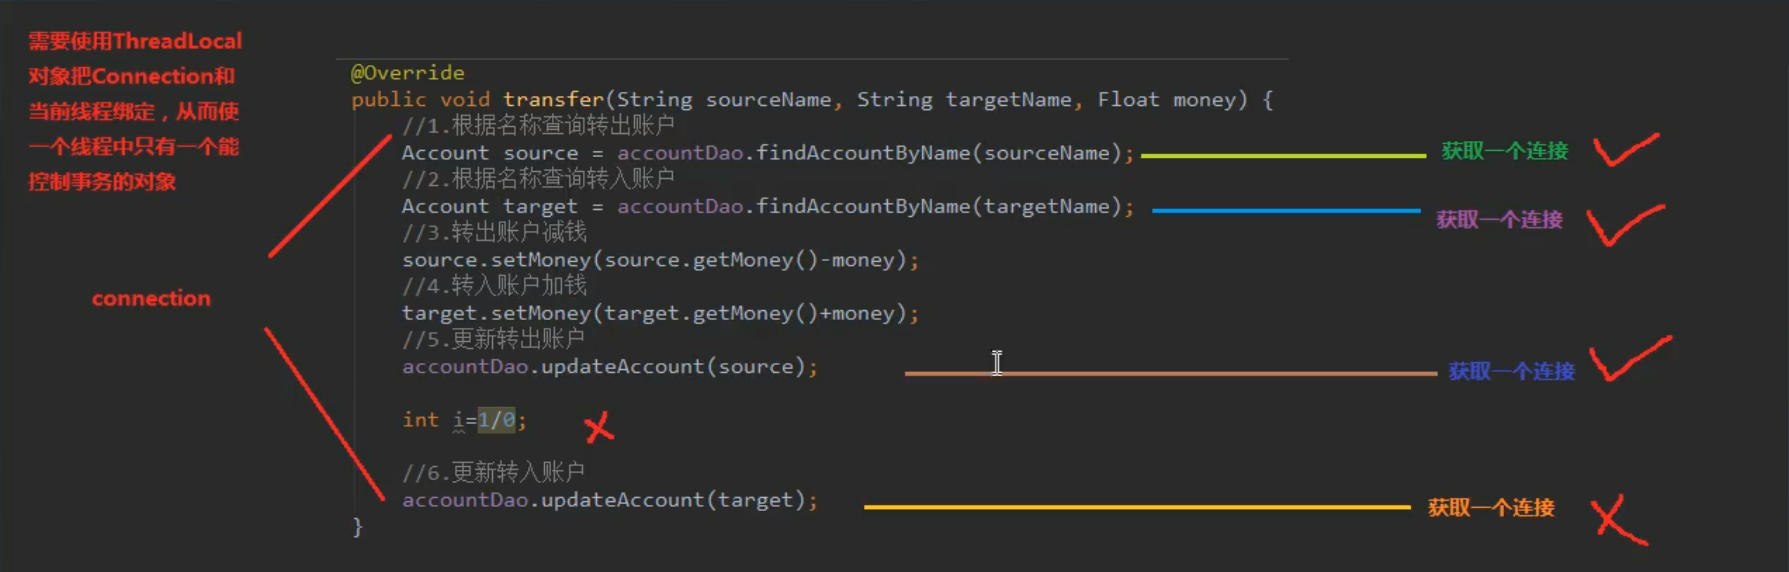 需要使用ThreadLocal
对象把Connection和
当前线程绑定，从而使
一个线程中只有一个能
控制事务的对象
connection
@Override
public void transfer(String sourceName, String targetName, Float money) {
//1.根据名称查询转出账户
Account source = accountDao.findAccountByName(sourceName); 获取一个连接
//2.根据名称查询转入账户
Account target = accountDao.findAccountByName(targetName); 获取一个连接
//3.转出账户减钱
source.setMoney(source.getMoney()-money);
//4.转入账户加钱
target.setMoney(target.getMoney()+money);
//5.更新转出账户
accountDao.updateAccount(source); 获取一个连接
int i=1/0;
//6.更新转入账户
accountDao.updateAccount(target); 获取一个连接
}